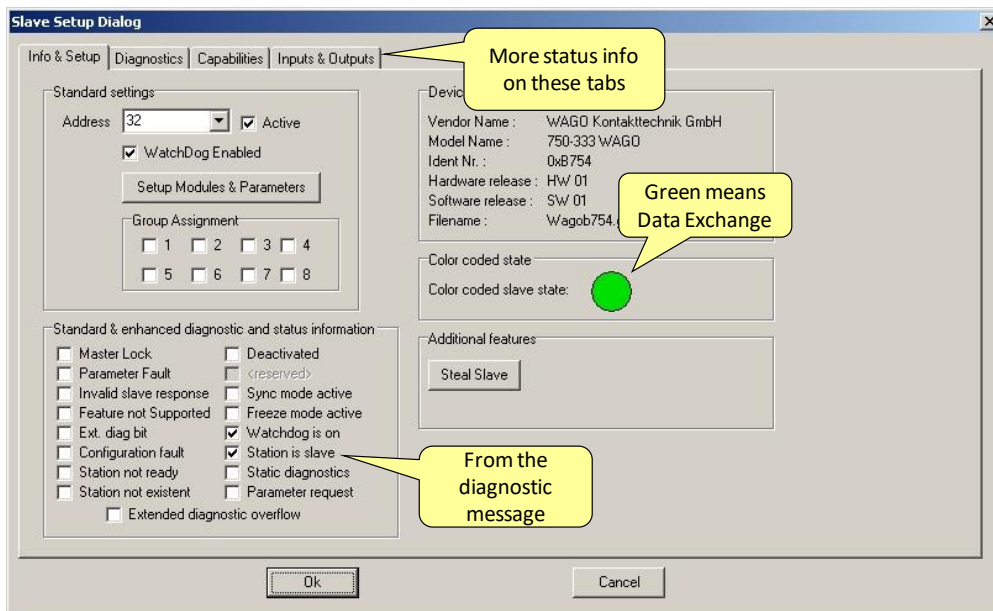 Slave Setup Dialog
Info & Setup Diagnostics Capabilities Inputs & Outputs
More status info
on these tabs
Standard settings
Address 32 Active
WatchDog Enabled
Setup Modules & Parameters
Group Assignment
1 2 3 4
5 6 7 8
Vendor Name : WAGO Kontakttechnik GmbH
Model Name : 750-333 WAGO
Ident Nr. : 0xB754
Hardware release : HW 01
Software release : SW 01
Filename : Wagob754.
Green means
Data Exchange
Color coded state
Color coded slave state:
Standard & enhanced diagnostic and status information
Master Lock Deactivated
Parameter Fault <reserved>
Invalid slave response Sync mode active
Feature not Supported Freeze mode active
Ext. diag bit Watchdog is on
Configuration fault Station is slave
Station not ready Static diagnostics
Station not existent Parameter request
Extended diagnostic overflow
Additional features
Steal Slave
From the
diagnostic
message
Ok Cancel